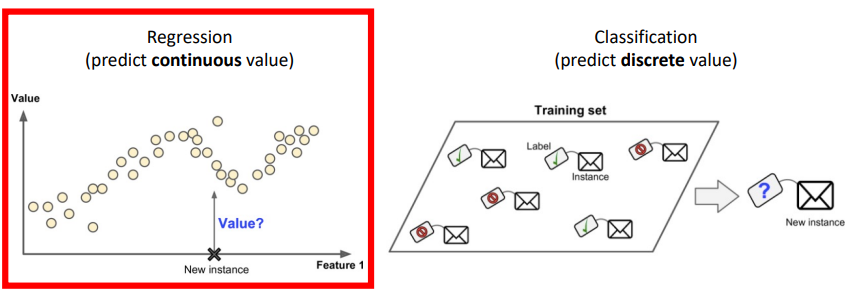 Regression
(predict continuous value)
Value
Value?
New instance
Feature 1
Classification
(predict discrete value)
Training set
Label
Instance
?
New instance